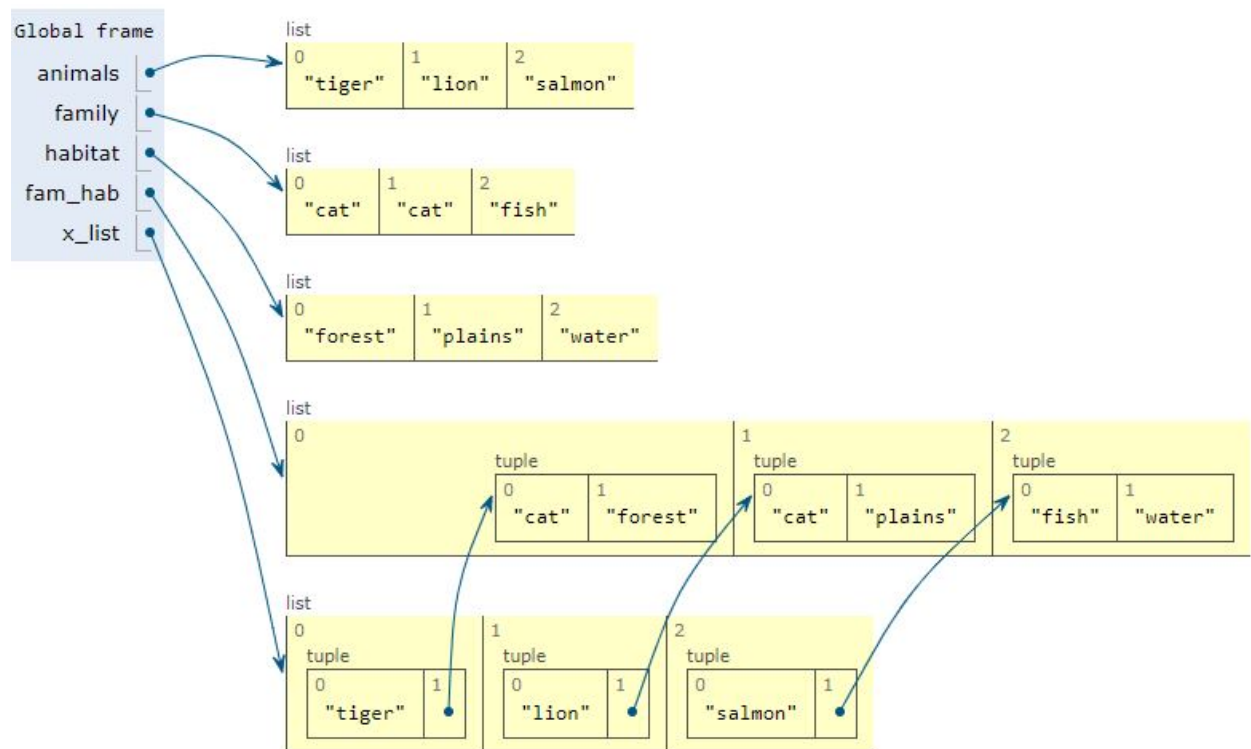 Global frame
animals
family
habitat
fam_hab
x_list
list
0 1 2
"tiger" "lion" "salmon"
list
0 1 2
"cat" "cat" "fish"
list
0 1 2
"forest" "plains" "water"
list
0 1 2
tuple tuple tuple
0 1 0 1 0 1
"cat" "forest" "cat" "plains" "fish" "water"
list
0 1 2
tuple tuple tuple
0 1 0 1 0 1
"tiger" "lion" "salmon"